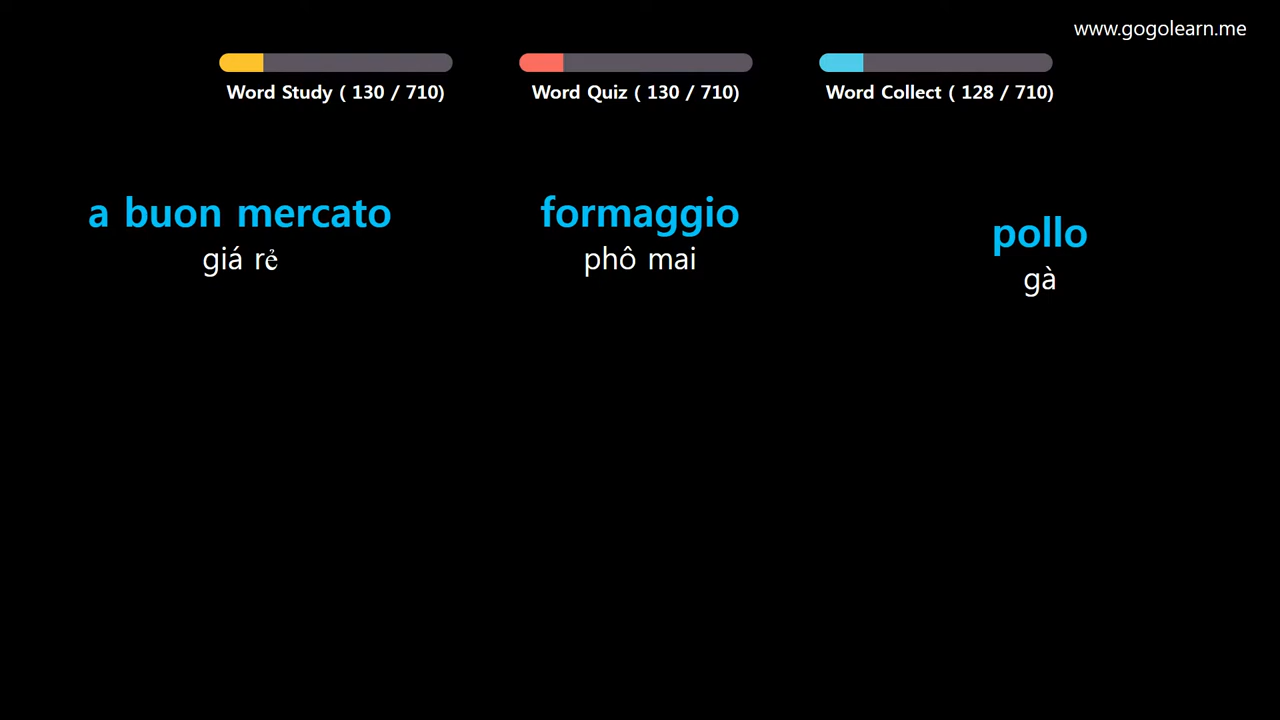 www.gogolearn.me
Word Study ( 130 / 710)
Word Quiz ( 130 / 710)
Word Collect ( 128 / 710)
a buon mercato
giá rẻ
formaggio
phô mai
pollo
gà